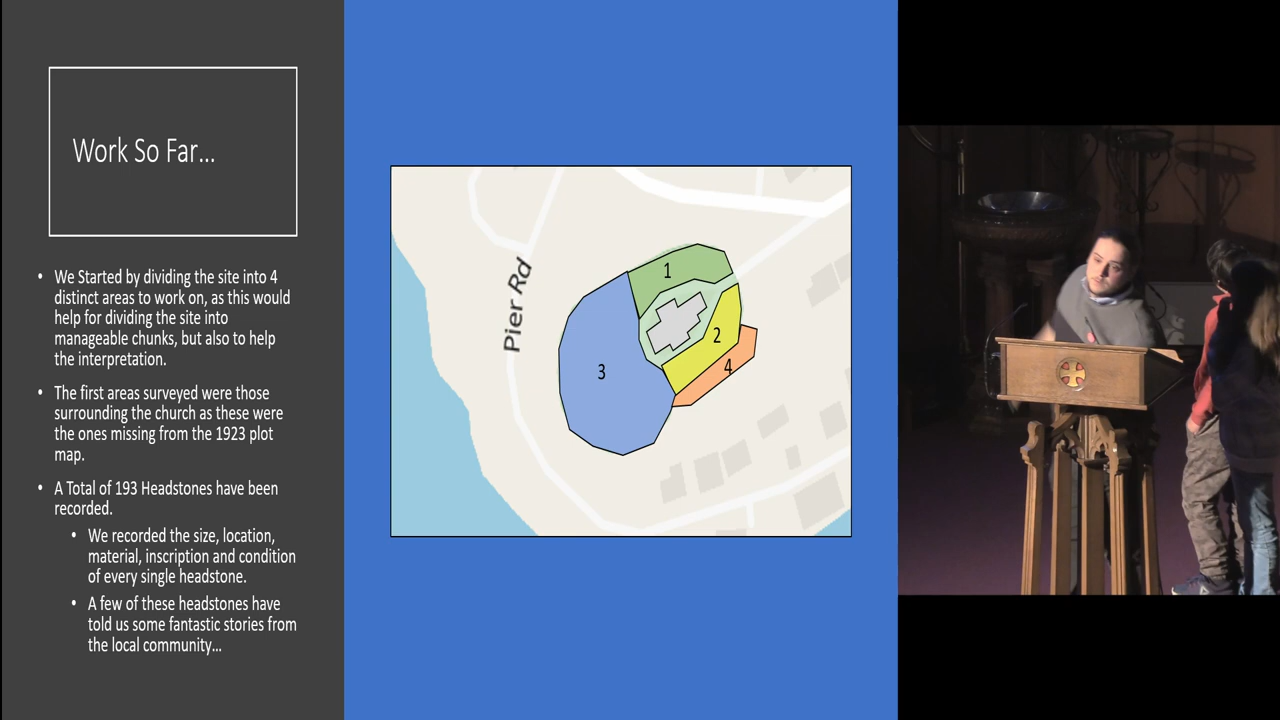 Work So Far...
• We Started by dividing the site into 4
distinct areas to work on, as this would
help for dividing the site into
manageable chunks, but also to help
the interpretation.
• The first areas surveyed were those
surrounding the church as these were
the ones missing from the 1923 plot
map.
• A Total of 193 Headstones have been
recorded.
• We recorded the size, location,
material, inscription and condition
of every single headstone.
• A few of these headstones have
told us some fantastic stories from
the local community...
Pier Rd
1
2
3
4